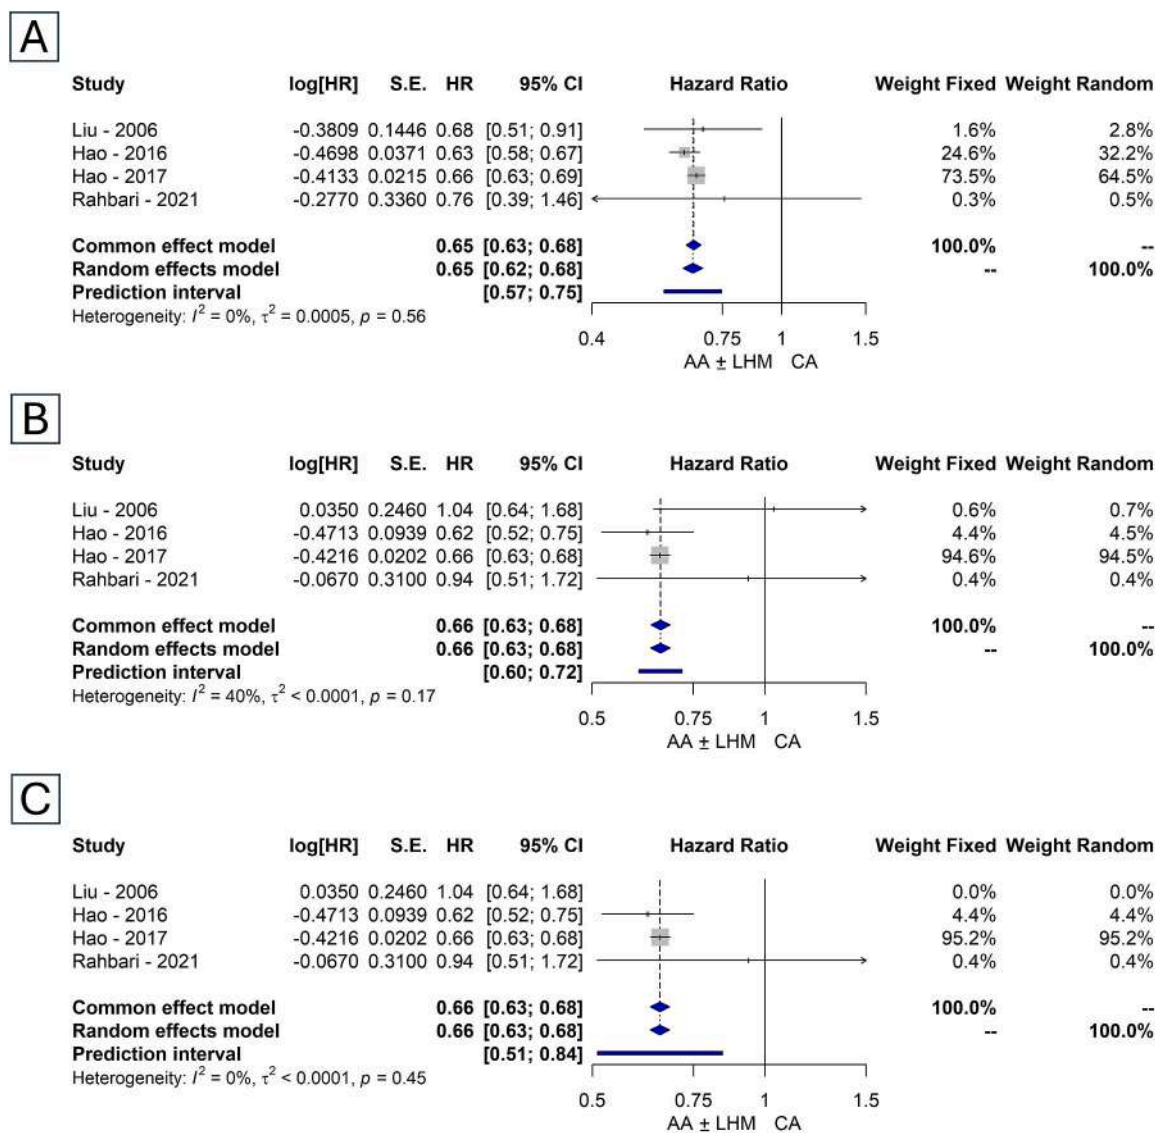 A
Study log[HR] S.E. HR 95% CI Hazard Ratio Weight Fixed Weight Random
Liu - 2006 -0.3809 0.1446 0.68 [0.51; 0.91] 1.6% 2.8%
Hao - 2016 -0.4698 0.0371 0.63 [0.58; 0.67] 24.6% 32.2%
Hao - 2017 -0.4133 0.0215 0.66 [0.63; 0.69] 73.5% 64.5%
Rahbari - 2021 -0.2770 0.3360 0.76 [0.39; 1.46] 0.3% 0.5%
Common effect model 0.65 [0.63; 0.68] 100.0% --
Random effects model 0.65 [0.62; 0.68] -- 100.0%
Prediction interval [0.57; 0.75]
Heterogeneity: I² = 0%, τ² = 0.0005, p = 0.56
0.4 0.75 1 1.5
AA ± LHM CA
B
Study log[HR] S.E. HR 95% CI Hazard Ratio Weight Fixed Weight Random
Liu - 2006 0.0350 0.2460 1.04 [0.64; 1.68] 0.6% 0.7%
Hao - 2016 -0.4713 0.0939 0.62 [0.52; 0.75] 4.4% 4.5%
Hao - 2017 -0.4216 0.0202 0.66 [0.63; 0.68] 94.6% 94.5%
Rahbari - 2021 -0.0670 0.3100 0.94 [0.51; 1.72] 0.4% 0.4%
Common effect model 0.66 [0.63; 0.68] 100.0% --
Random effects model 0.66 [0.63; 0.68] -- 100.0%
Prediction interval [0.60; 0.72]
Heterogeneity: I² = 40%, τ² < 0.0001, p = 0.17
0.5 0.75 1 1.5
AA ± LHM CA
C
Study log[HR] S.E. HR 95% CI Hazard Ratio Weight Fixed Weight Random
Liu - 2006 0.0350 0.2460 1.04 [0.64; 1.68] 0.0% 0.0%
Hao - 2016 -0.4713 0.0939 0.62 [0.52; 0.75] 4.4% 4.4%
Hao - 2017 -0.4216 0.0202 0.66 [0.63; 0.68] 95.2% 95.2%
Rahbari - 2021 -0.0670 0.3100 0.94 [0.51; 1.72] 0.4% 0.4%
Common effect model 0.66 [0.63; 0.68] 100.0% --
Random effects model 0.66 [0.63; 0.68] -- 100.0%
Prediction interval [0.51; 0.84]
Heterogeneity: I² = 0%, τ² < 0.0001, p = 0.45
0.5 0.75 1 1.5
AA ± LHM CA